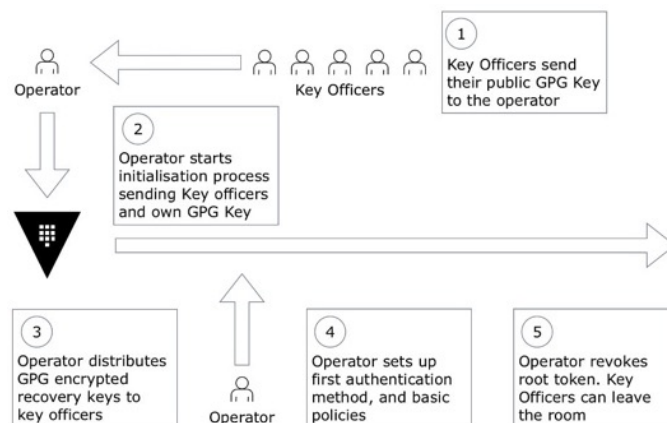 1
Key Officers send
their public GPG Key
to the operator
Operator
Key Officers
2
Operator starts
initialisation process
sending Key officers
and own GPG Key
3
Operator distributes
GPG encrypted
recovery keys to
key officers
Operator
4
Operator sets up
first authentication
method, and basic
policies
5
Operator revokes
root token. Key
Officers can leave
the room